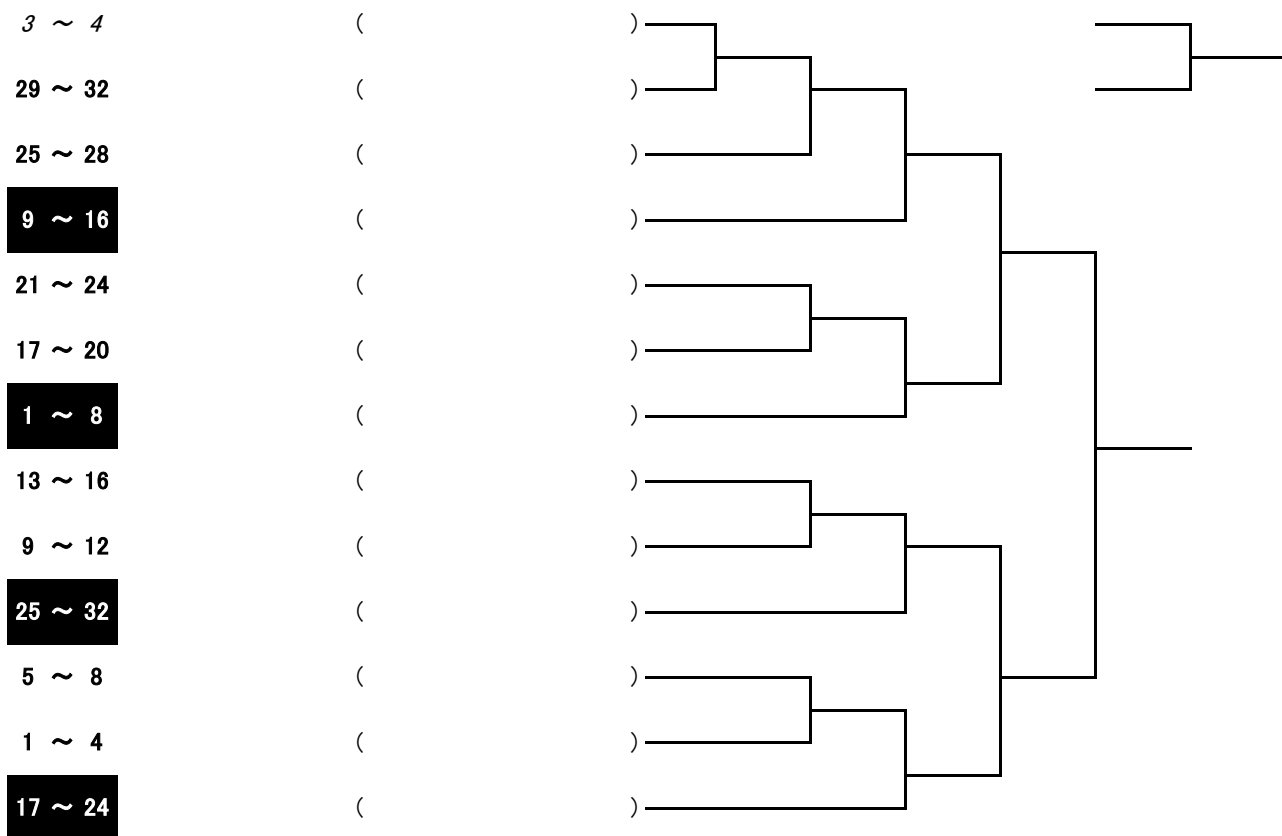 3 ～ 4 ( )
29 ～ 32 ( )
25 ～ 28 ( )
9 ～ 16 ( )
21 ～ 24 ( )
17 ～ 20 ( )
1 ～ 8 ( )
13 ～ 16 ( )
9 ～ 12 ( )
25 ～ 32 ( )
5 ～ 8 ( )
1 ～ 4 ( )
17 ～ 24 ( )